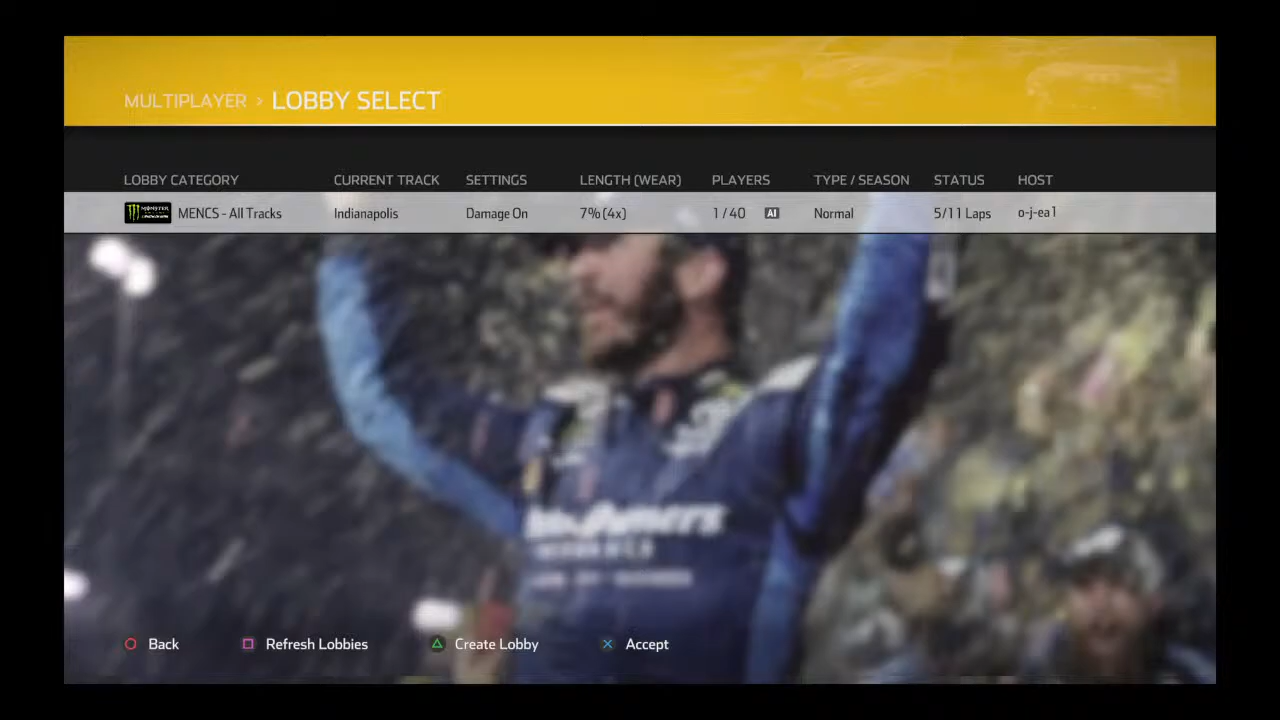 MULTIPLAYER > LOBBY SELECT
LOBBY CATEGORY CURRENT TRACK SETTINGS LENGTH (WEAR) PLAYERS TYPE / SEASON STATUS HOST
MONSTER MENCS - All Tracks Indianapolis Damage On 7% (4x) 1 / 40 AI Normal 5/11 Laps o-j-ea1
Back Refresh Lobbies Create Lobby Accept